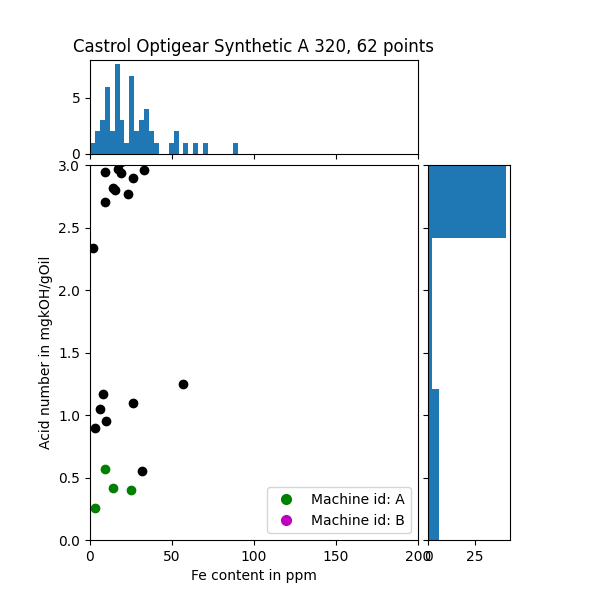 Castrol Optigear Synthetic A 320, 62 points
5
0
3.0
2.5
2.0
1.5
1.0
0.5
0.0
Acid number in mgkOH/gOil
Machine id: A
Machine id: B
0 50 100 150 200 0 25
Fe content in ppm